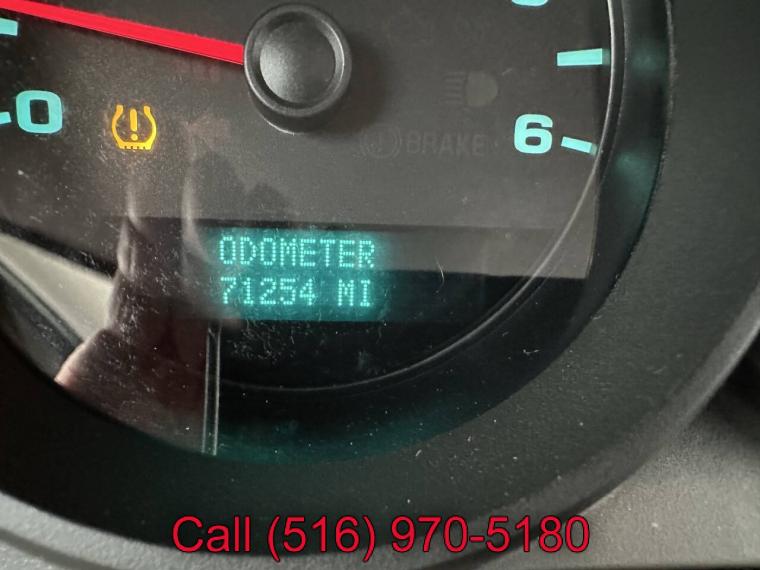 0
6
BRAKE
ODOMETER
71254 MI
Call (516) 970-5180